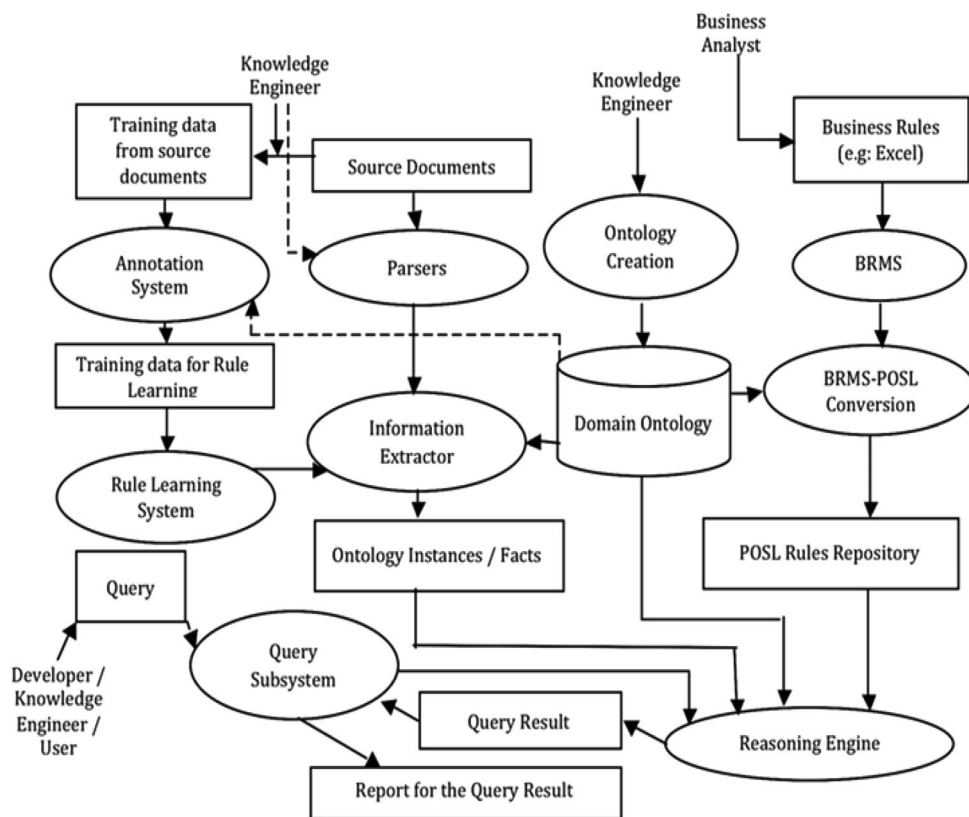 Business
Analyst
Knowledge
Engineer
Knowledge
Engineer
Training data
from source
documents
Source Documents
Business Rules
(e.g: Excel)
Annotation
System
Parsers
Ontology
Creation
BRMS
Training data for Rule
Learning
Information
Extractor
Domain Ontology
BRMS-POSL
Conversion
Rule Learning
System
Ontology Instances / Facts
POSL Rules Repository
Query
Query
Subsystem
Developer /
Knowledge
Engineer /
User
Query Result
Reasoning Engine
Report for the Query Result